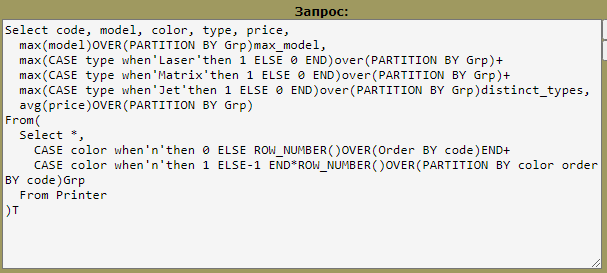 Запрос:
Select code, model, color, type, price,
  max(model)OVER(PARTITION BY Grp)max_model,
  max(CASE type when'Laser'then 1 ELSE 0 END)over(PARTITION BY Grp)+
  max(CASE type when'Matrix'then 1 ELSE 0 END)over(PARTITION BY Grp)+
  max(CASE type when'Jet'then 1 ELSE 0 END)over(PARTITION BY Grp)distinct_types,
  avg(price)OVER(PARTITION BY Grp)
From(
  Select *,
    CASE color when'n'then 0 ELSE ROW_NUMBER()OVER(Order BY code)END+
    CASE color when'n'then 1 ELSE-1 END*ROW_NUMBER()OVER(PARTITION BY color order
BY code)Grp
  From Printer
)T